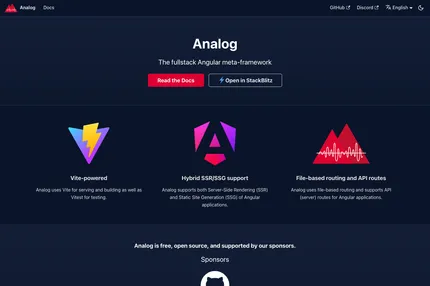 Analog
Docs
GitHub
Discord
English
Analog
The fullstack Angular meta-framework
Read the Docs
Open in StackBlitz
Vite-powered
Analog uses Vite for serving and building as well as
Vitest for testing.
Hybrid SSR/SSG support
Analog supports both Server-Side Rendering (SSR)
and Static Site Generation (SSG) of Angular
applications.
File-based routing and API routes
Analog uses file-based routing and supports API
(server) routes for Angular applications.
Analog is free, open source, and supported by our sponsors.
Sponsors